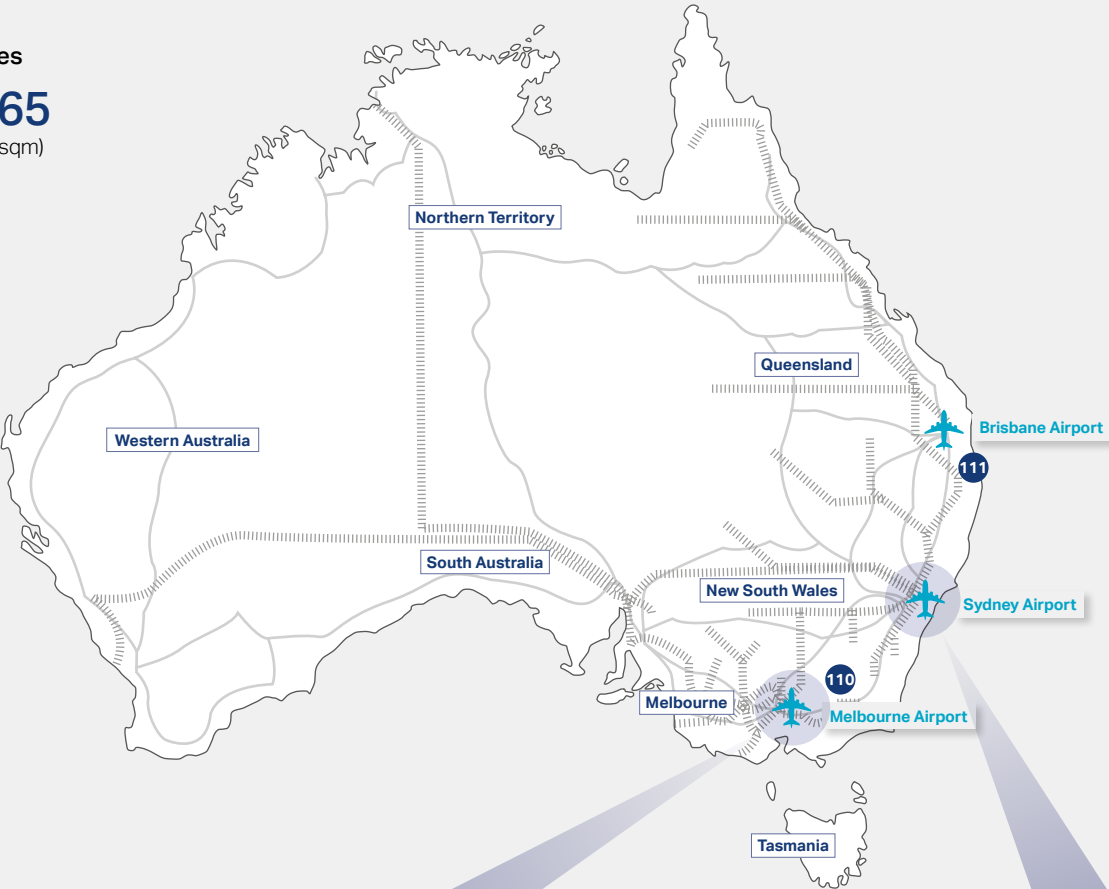 es
65
sqm)
Northern Territory
Queensland
Brisbane Airport
Western Australia
111
South Australia
New South Wales
Sydney Airport
110
Melbourne
Melbourne Airport
Tasmania